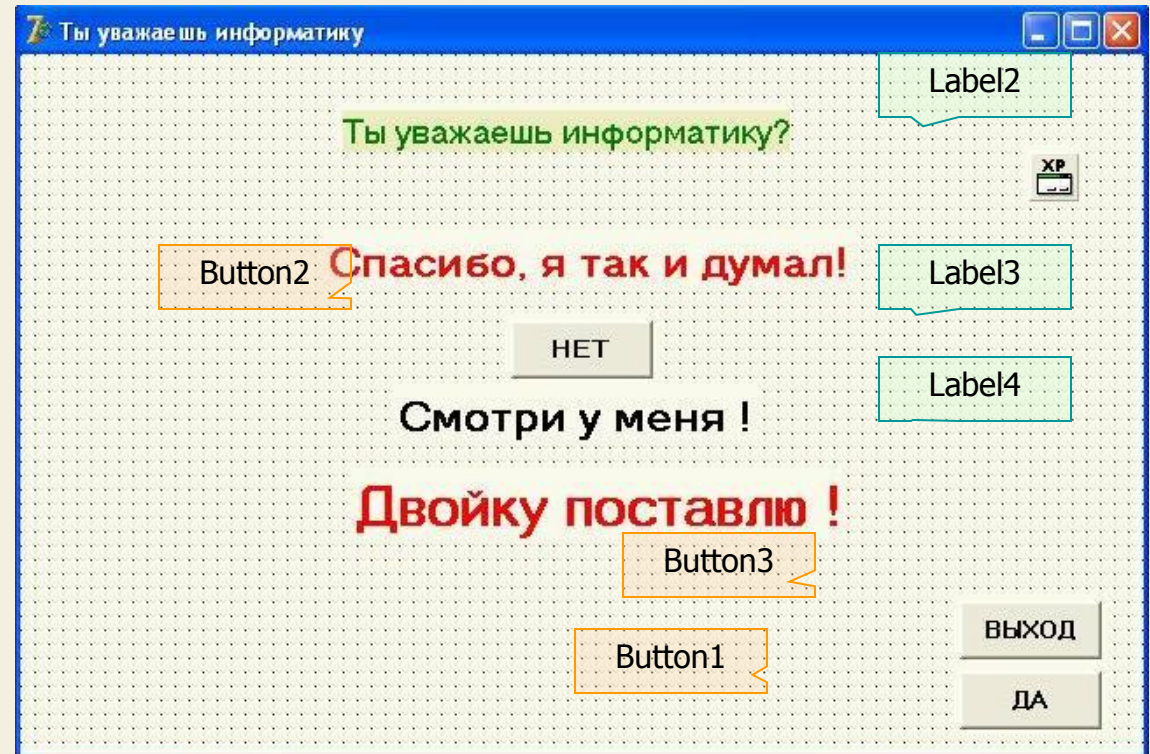 Ты уважаешь информатику
Label2
Ты уважаешь информатику?
XP
Button2
Спасибо, я так и думал!
Label3
НЕТ
Label4
Смотри у меня !
Двойку поставлю !
Button3
ВЫХОД
Button1
ДА